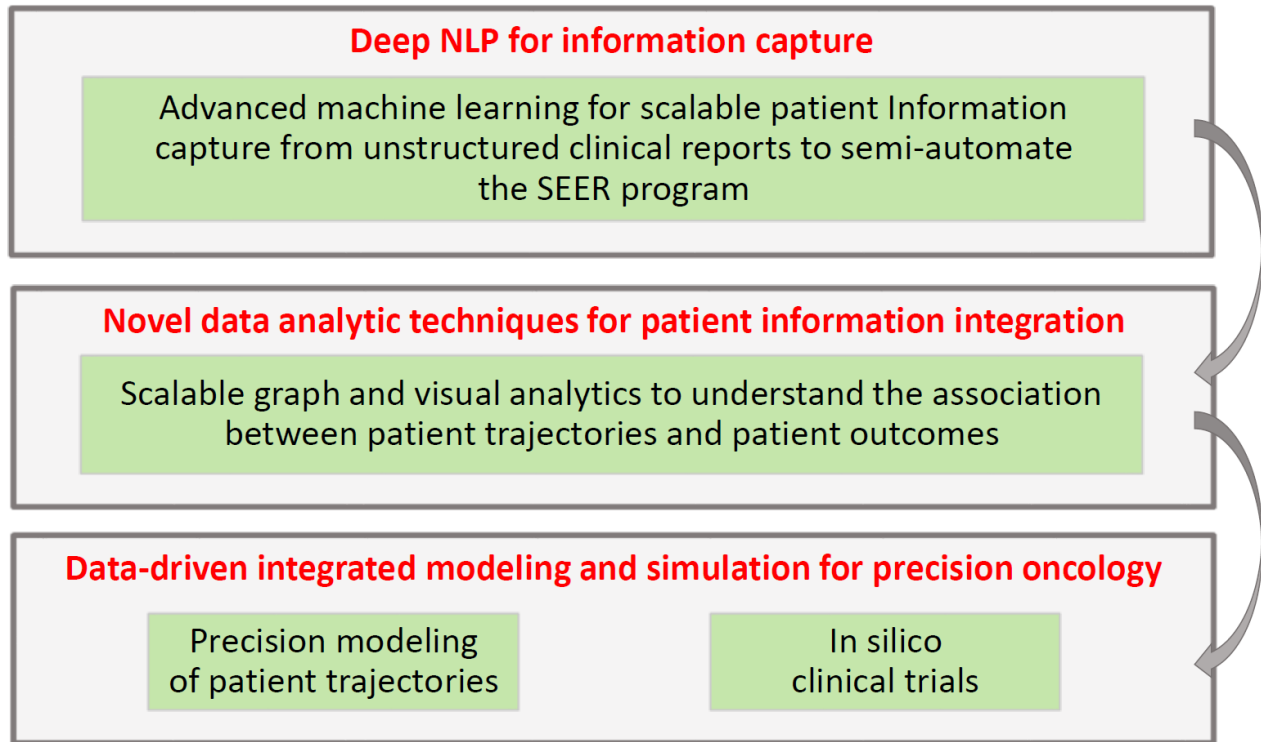 Deep NLP for information capture
Advanced machine learning for scalable patient Information
capture from unstructured clinical reports to semi-automate
the SEER program
Novel data analytic techniques for patient information integration
Scalable graph and visual analytics to understand the association
between patient trajectories and patient outcomes
Data-driven integrated modeling and simulation for precision oncology
Precision modeling
of patient trajectories
In silico
clinical trials